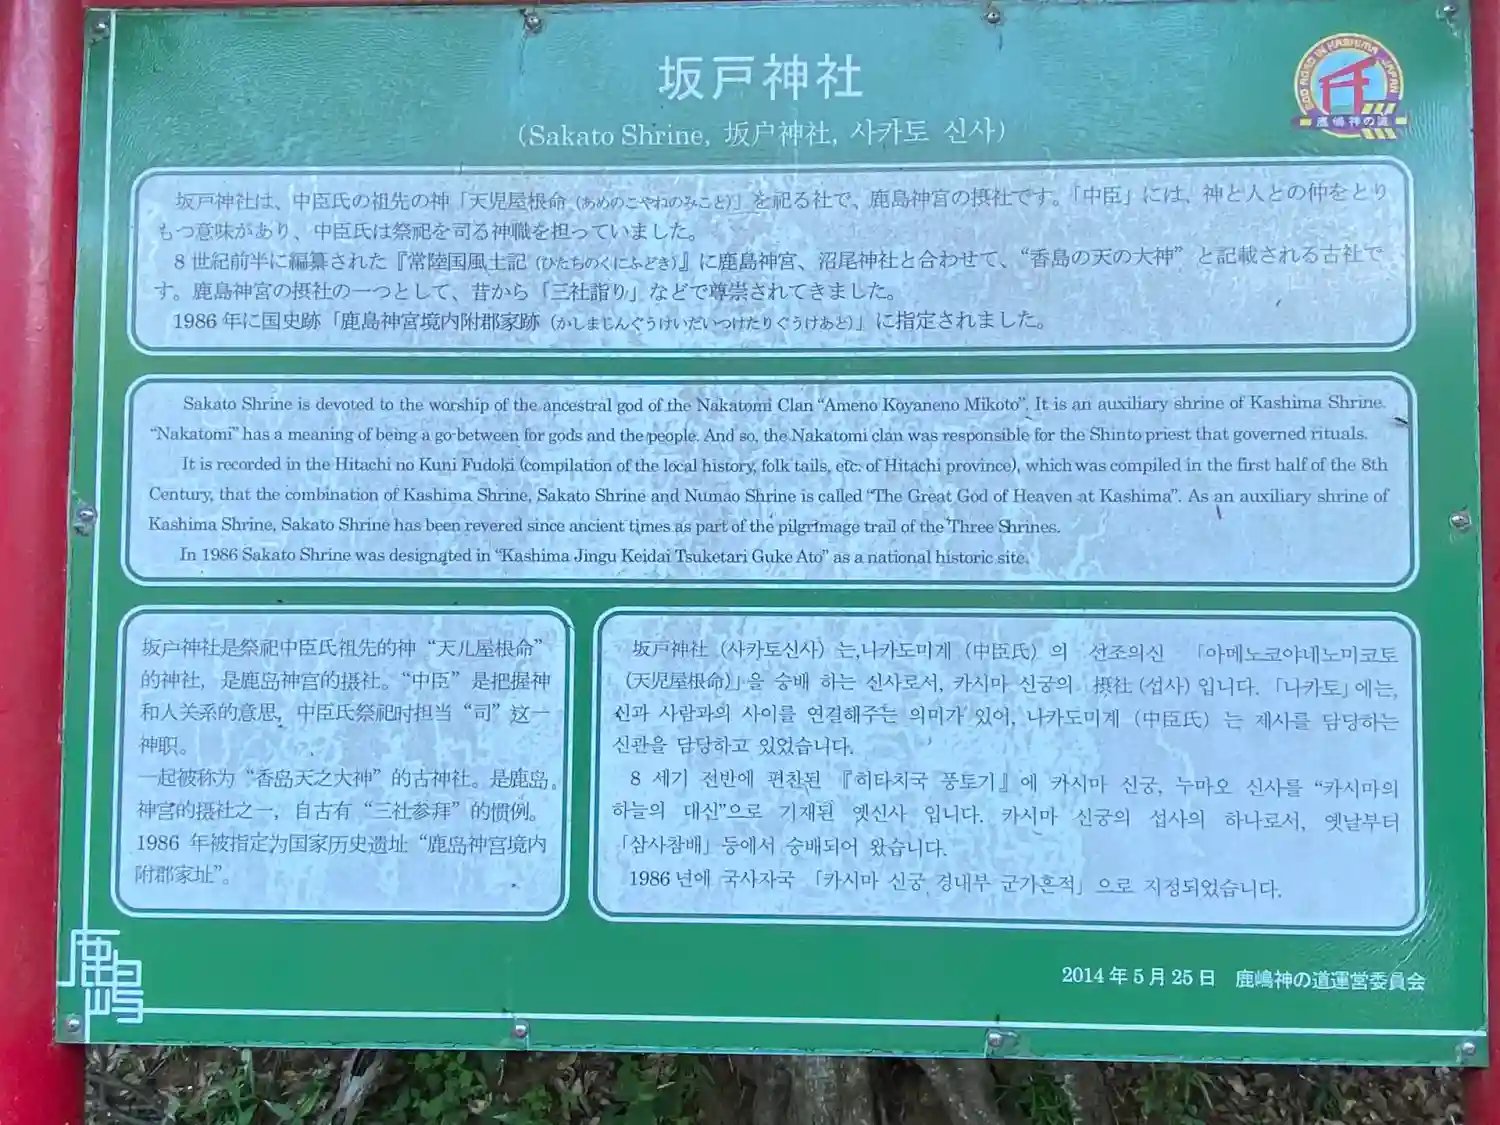 坂戸神社
(Sakato Shrine, 坂户神社, 사카토 신사)
GOD ROAD IN KASHIMA JAPAN
鹿嶋神の道
坂戸神社は、中臣氏の祖先の神「天児屋根命（あめのこやねのみこと）」を祀る社で、鹿島神宮の摂社です。「中臣」には、神と人との仲をとり
もつ意味があり、中臣氏は祭祀を司る神職を担っていました。
8世紀前半に編纂された『常陸国風土記（ひたちのくにふどき）』に鹿島神宮、沼尾神社と合わせて、“香島の天の大神”と記載される古社で
す。鹿島神宮の摂社の一つとして、昔から「三社詣り」などで尊崇されてきました。
1986年に国史跡「鹿島神宮境内附郡家跡（かしまじんぐうけいだいつけたりぐうけあと）」に指定されました。
Sakato Shrine is devoted to the worship of the ancestral god of the Nakatomi Clan “Ameno Koyaneno Mikoto”. It is an auxiliary shrine of Kashima Shrine.
“Nakatomi” has a meaning of being a go-between for gods and the people. And so, the Nakatomi clan was responsible for the Shinto priest that governed rituals.
It is recorded in the Hitachi no Kuni Fudoki (compilation of the local history, folk tails, etc. of Hitachi province), which was compiled in the first half of the 8th
Century, that the combination of Kashima Shrine, Sakato Shrine and Numao Shrine is called “The Great God of Heaven at Kashima”. As an auxiliary shrine of
Kashima Shrine, Sakato Shrine has been revered since ancient times as part of the pilgrimage trail of the Three Shrines.
In 1986 Sakato Shrine was designated in “Kashima Jingu Keidai Tsuketari Guke Ato” as a national historic site.
坂户神社是祭祀中臣氏祖先的神“天儿屋根命”
的神社，是鹿岛神宫的摂社。“中臣”是把握神
和人关系的意思，中臣氏祭祀时担当“司”这一
神职。
一起被称为“香岛天之大神”的古神社。是鹿岛
神宫的摂社之一，自古有“三社参拜”的惯例。
1986 年被指定为国家历史遗址“鹿岛神宫境内
附郡家址”。
坂戸神社（사카토신사）는,나카도미계（中臣氏）의 선조의신 「아메노코야네노미코토
（天児屋根命）」을 숭배 하는 신사로서, 카시마 신궁의 摂社(섭사)입니다.「나카토」에는,
신과 사람과의 사이를 연결해주는 의미가 있어, 나카도미계（中臣氏）는 제사를 담당하는
신관을 담당하고 있었습니다.
8 세기 전반에 편찬된 『히타치국 풍토기』에 카시마 신궁, 누마오 신사를 “카시마의
하늘의 대신”으로 기재된 옛신사 입니다. 카시마 신궁의 섭사의 하나로서, 옛날부터
「삼사참배」등에서 숭배되어 왔습니다.
1986년에 국사자국 「카시마 신궁 경내부 군가흔적」으로 지정되었습니다.
2014年5月25日 鹿嶋神の道運営委員会
鹿嶋